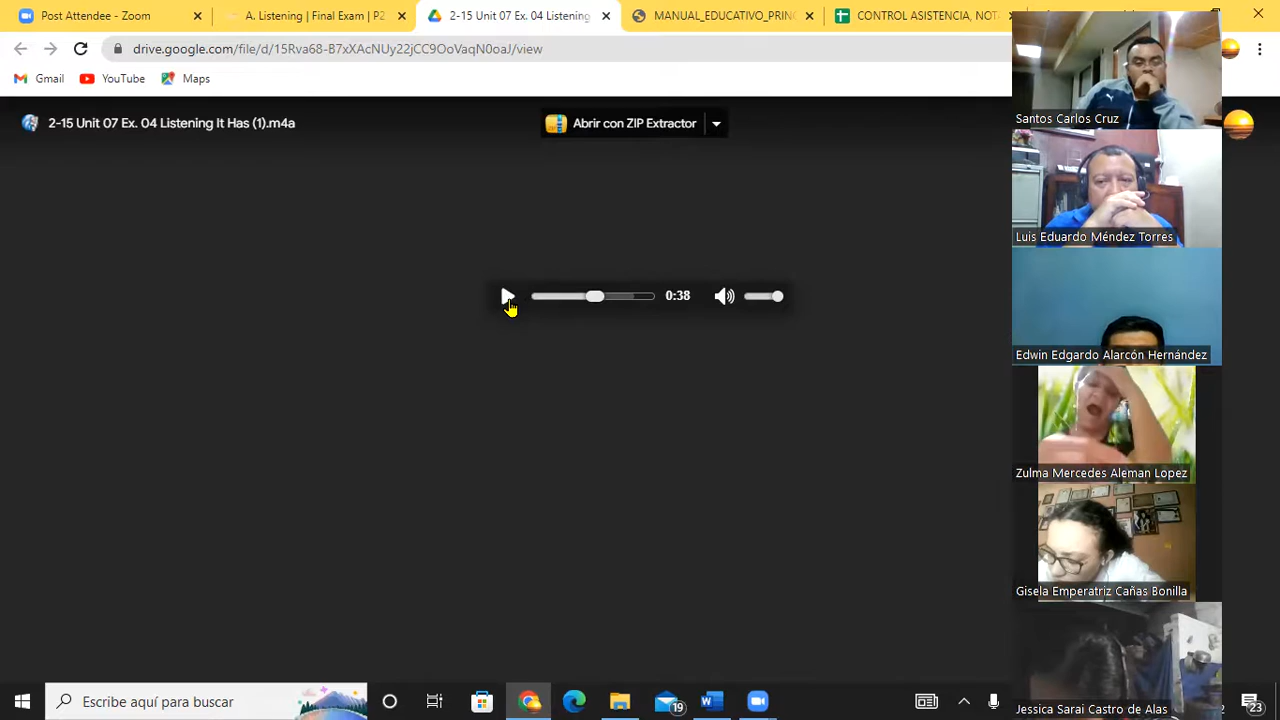 Post Attendee - Zoom
A. Listening | Final Exam | P2
2-15 Unit 07 Ex. 04 Listening
MANUAL_EDUCATIVO_PRINC
CONTROL ASISTENCIA, NOTA
drive.google.com/file/d/15Rva68-B7xXAcNUy22jCC9OoVaqN0oaJ/view
Gmail
YouTube
Maps
2-15 Unit 07 Ex. 04 Listening It Has (1).m4a
Abrir con ZIP Extractor
0:38
Santos Carlos Cruz
Luis Eduardo Méndez Torres
Edwin Edgardo Alarcón Hernández
Zulma Mercedes Aleman Lopez
Gisela Emperatriz Cañas Bonilla
Jessica Sarai Castro de Alas
Escribe aquí para buscar
19
23